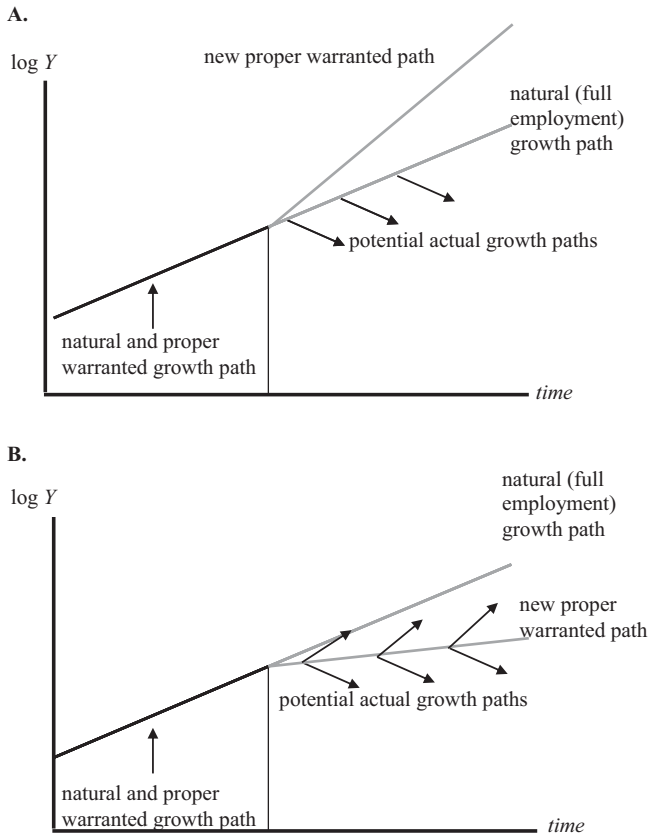 A.
log Y
new proper warranted path
natural (full
employment)
growth path
potential actual growth paths
natural and proper
warranted growth path
time
B.
log Y
natural (full
employment)
growth path
new proper
warranted path
potential actual growth paths
natural and proper
warranted growth path
time